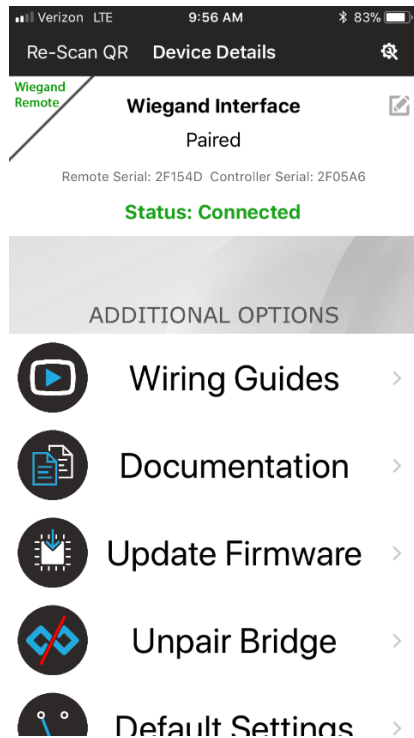 Verizon LTE 9:56 AM 83%
Re-Scan QR Device Details
Wiegand
Remote
Wiegand Interface
Paired
Remote Serial: 2F154D Controller Serial: 2F05A6
Status: Connected
ADDITIONAL OPTIONS
Wiring Guides
Documentation
Update Firmware
Unpair Bridge
Default Settings